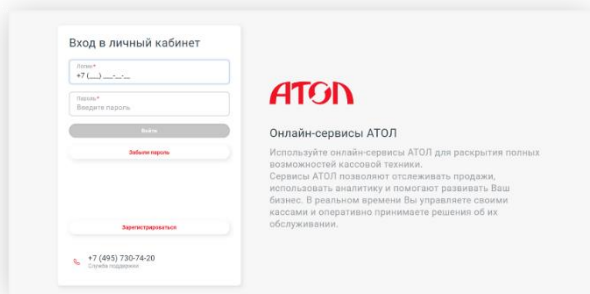 Вход в личный кабинет
Логин*
+7 (__) ___-__-__
Пароль*
Введите пароль
Войти
Забыли пароль
Зарегистрироваться
+7 (495) 730-74-20
Служба поддержки
АТОЛ
Онлайн-сервисы АТОЛ
Используйте онлайн-сервисы АТОЛ для раскрытия полных
возможностей кассовой техники.
Сервисы АТОЛ позволяют отслеживать продажи,
использовать аналитику и помогают развивать Ваш
бизнес. В реальном времени Вы управляете своими
кассами и оперативно принимаете решения об их
обслуживании.